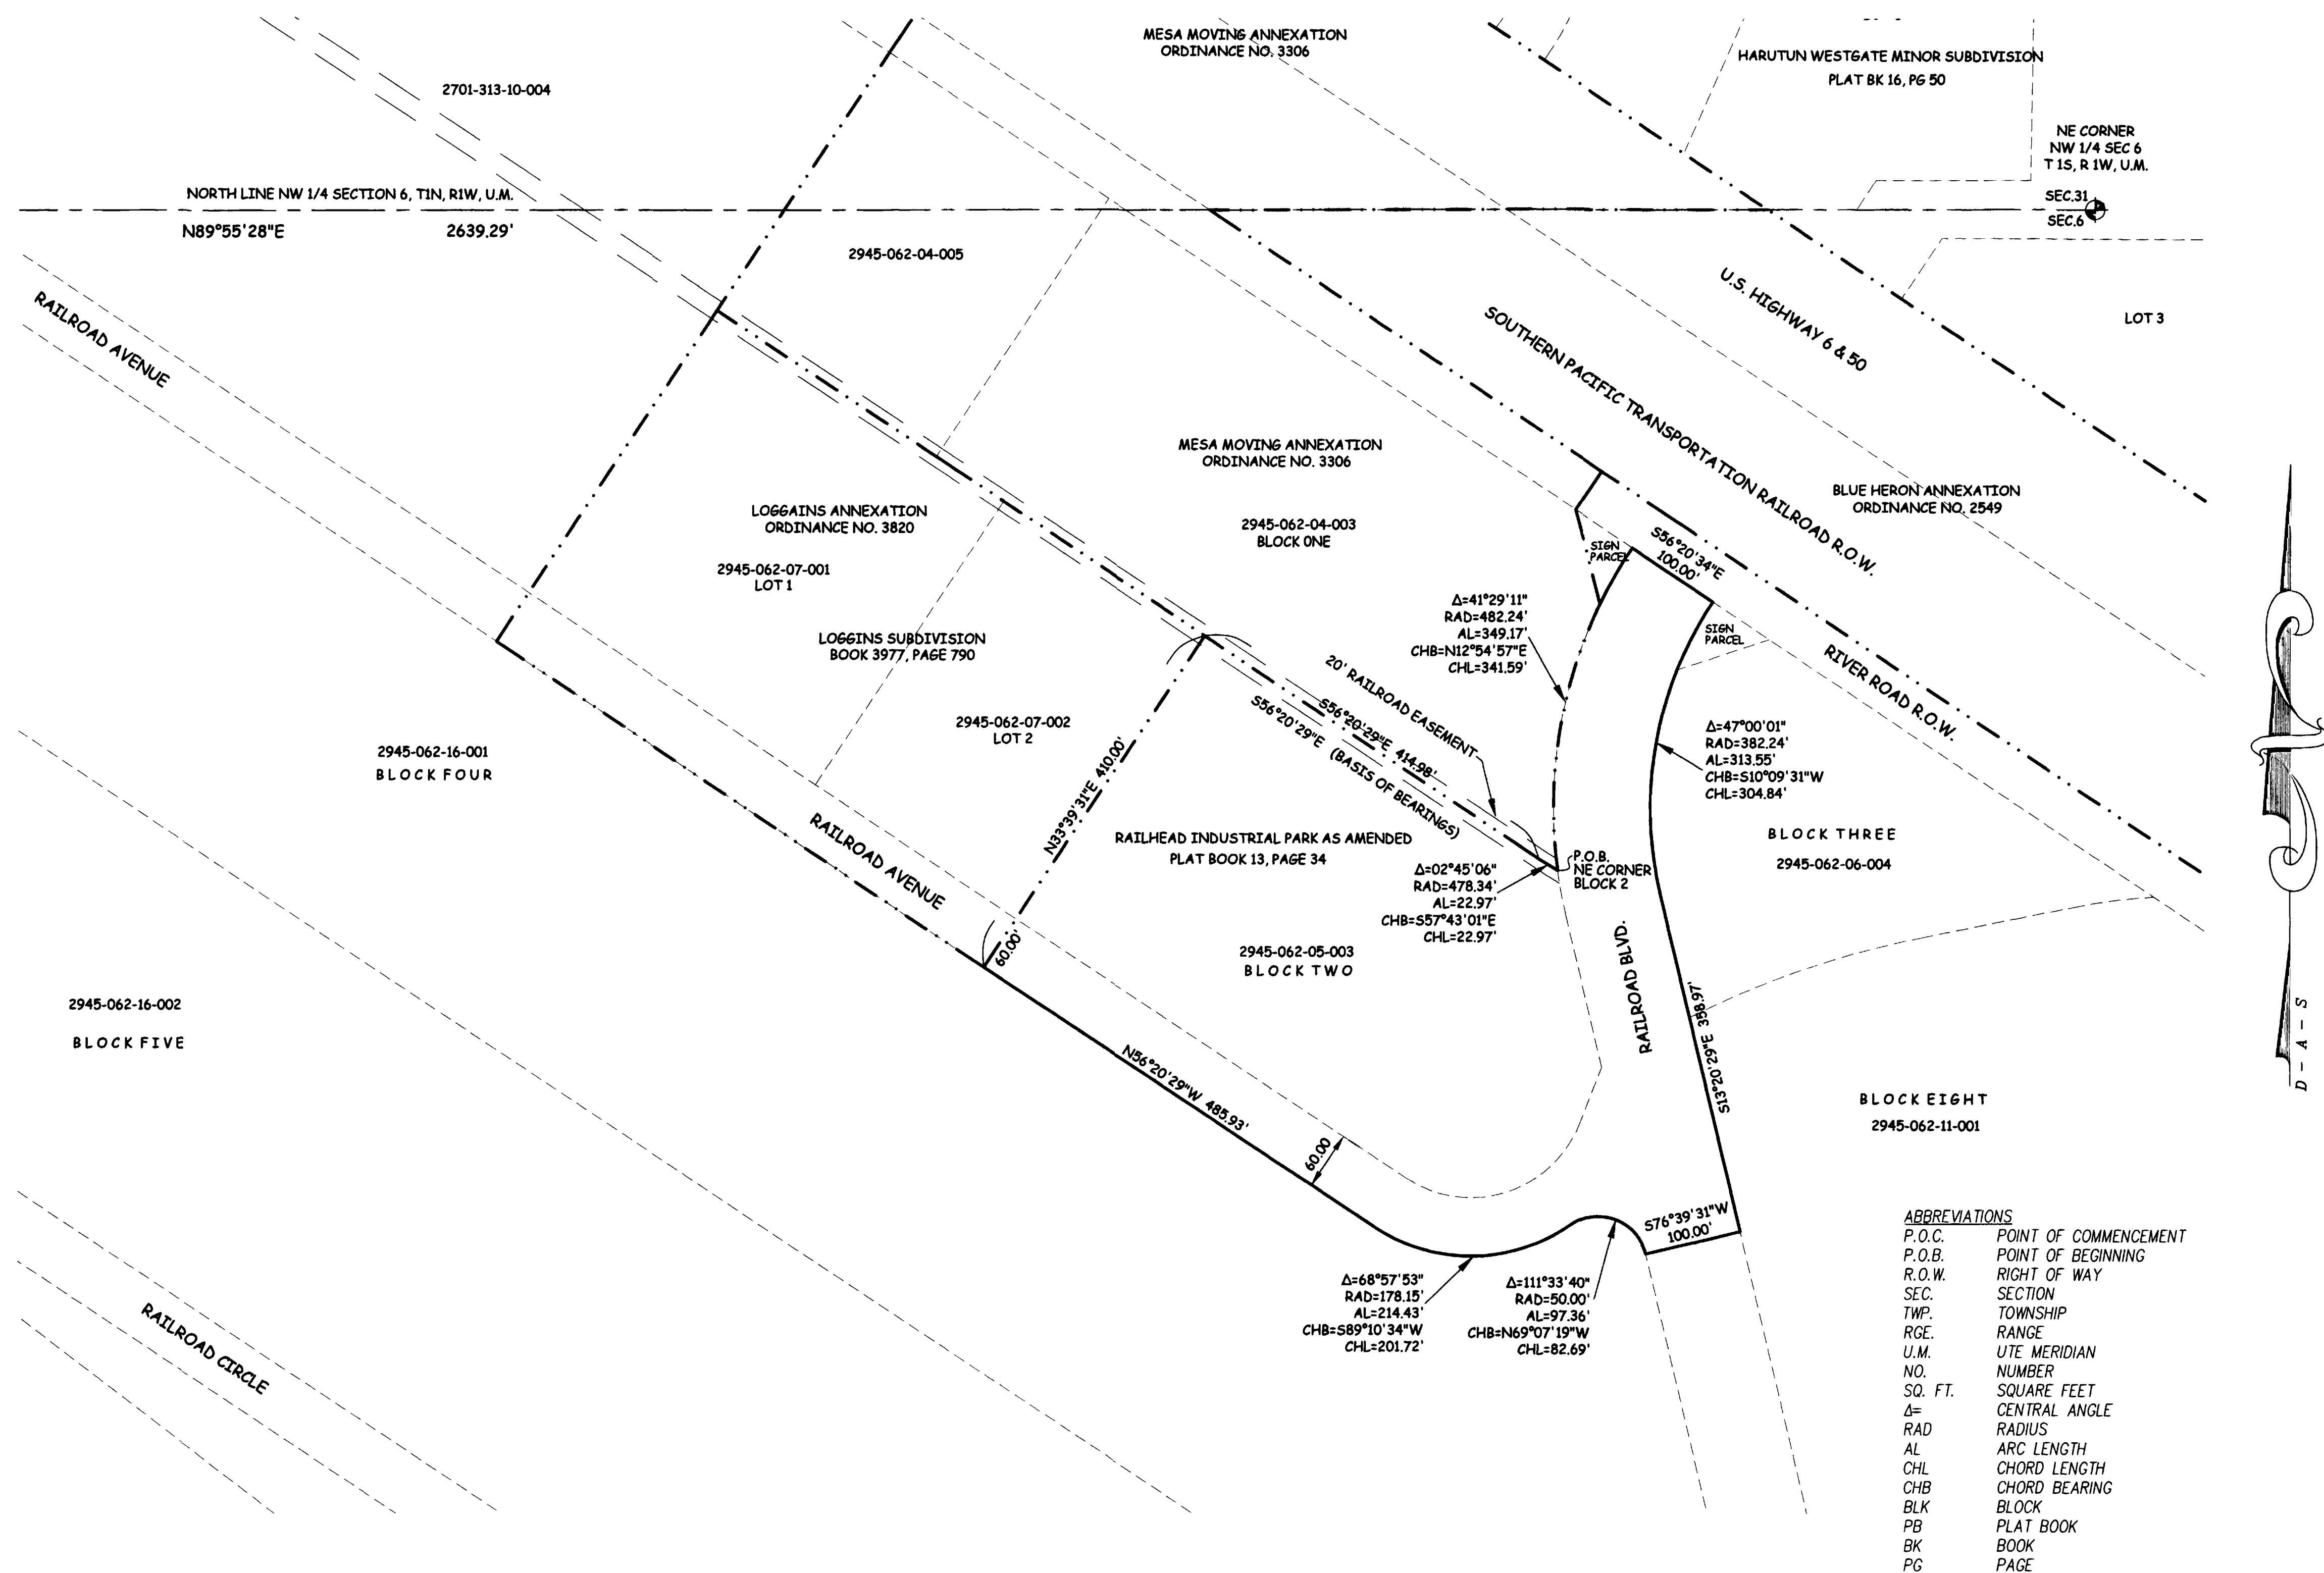 MESA MOVING ANNEXATION
ORDINANCE NO. 3306
HARUTUN WESTGATE MINOR SUBDIVISION
PLAT BK 16, PG 50
2701-313-10-004
NE CORNER
NW 1/4 SEC 6
T 1S, R 1W, U.M.
NORTH LINE NW 1/4 SECTION 6, T1N, R1W, U.M.
SEC.31
SEC.6
N89°55'28"E 2639.29'
2945-062-04-005
RAILROAD AVENUE
U.S. HIGHWAY 6 & 50
LOT 3
SOUTHERN PACIFIC TRANSPORTATION RAILROAD R.O.W.
MESA MOVING ANNEXATION
ORDINANCE NO. 3306
BLUE HERON ANNEXATION
ORDINANCE NO. 2549
LOGGAINS ANNEXATION
ORDINANCE NO. 3820
2945-062-04-003
BLOCK ONE
SIGN
PARCEL
S56°20'34"E
100.00'
2945-062-07-001
LOT 1
Δ=41°29'11"
RAD=482.24'
AL=349.17'
CHB=N12°54'57"E
CHL=341.59'
SIGN
PARCEL
LOGGINS SUBDIVISION
BOOK 3977, PAGE 790
RIVER ROAD R.O.W.
20' RAILROAD EASEMENT
S56°20'29"E 414.98'
S56°20'29"E (BASIS OF BEARINGS)
2945-062-07-002
LOT 2
Δ=47°00'01"
RAD=382.24'
AL=313.55'
CHB=S10°09'31"W
CHL=304.84'
2945-062-16-001
BLOCK FOUR
N33°39'31"E 410.00'
RAILROAD AVENUE
RAILHEAD INDUSTRIAL PARK AS AMENDED
PLAT BOOK 13, PAGE 34
BLOCK THREE
2945-062-06-004
P.O.B.
NE CORNER
BLOCK 2
Δ=02°45'06"
RAD=478.34'
AL=22.97'
CHB=S57°43'01"E
CHL=22.97'
60.00'
2945-062-05-003
BLOCK TWO
RAILROAD BLVD.
S13°20'29"E 358.97'
2945-062-16-002
BLOCK FIVE
N56°20'29"W 485.93'
60.00
BLOCK EIGHT
2945-062-11-001
D - A - S
S76°39'31"W
100.00'
Δ=68°57'53"
RAD=178.15'
AL=214.43'
CHB=S89°10'34"W
CHL=201.72'
Δ=111°33'40"
RAD=50.00'
AL=97.36'
CHB=N69°07'19"W
CHL=82.69'
RAILROAD CIRCLE
ABBREVIATIONS
P.O.C. POINT OF COMMENCEMENT
P.O.B. POINT OF BEGINNING
R.O.W. RIGHT OF WAY
SEC. SECTION
TWP. TOWNSHIP
RGE. RANGE
U.M. UTE MERIDIAN
NO. NUMBER
SQ. FT. SQUARE FEET
Δ= CENTRAL ANGLE
RAD RADIUS
AL ARC LENGTH
CHL CHORD LENGTH
CHB CHORD BEARING
BLK BLOCK
PB PLAT BOOK
BK BOOK
PG PAGE